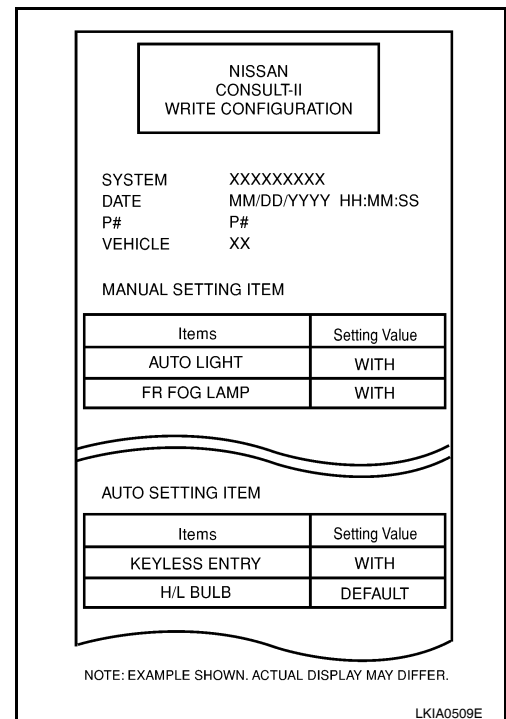 NISSAN
CONSULT-II
WRITE CONFIGURATION
SYSTEM XXXXXXXXX
DATE MM/DD/YYYY HH:MM:SS
P# P#
VEHICLE XX
MANUAL SETTING ITEM
Items Setting Value
AUTO LIGHT WITH
FR FOG LAMP WITH
AUTO SETTING ITEM
Items Setting Value
KEYLESS ENTRY WITH
H/L BULB DEFAULT
NOTE: EXAMPLE SHOWN. ACTUAL DISPLAY MAY DIFFER.
LKIA0509E